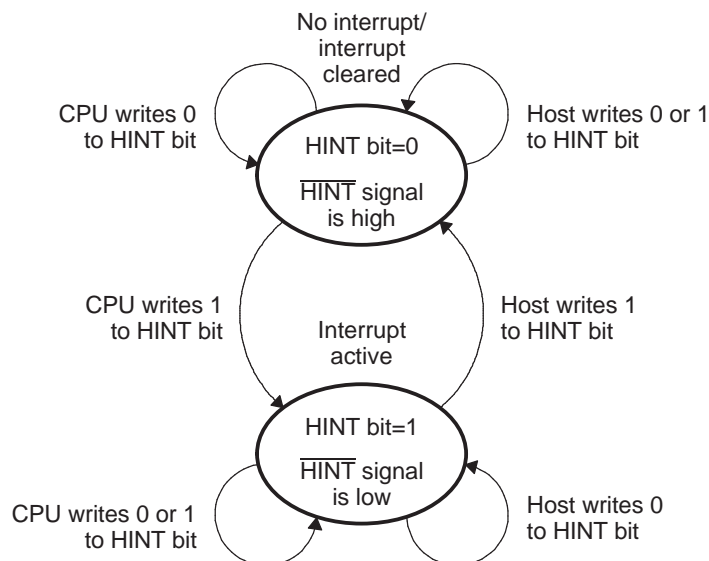 No interrupt/
interrupt
cleared
CPU writes 0
to HINT bit
Host writes 0 or 1
to HINT bit
HINT bit=0
HINT signal
is high
CPU writes 1
to HINT bit
Host writes 1
to HINT bit
Interrupt
active
HINT bit=1
HINT signal
is low
CPU writes 0 or 1
to HINT bit
Host writes 0
to HINT bit